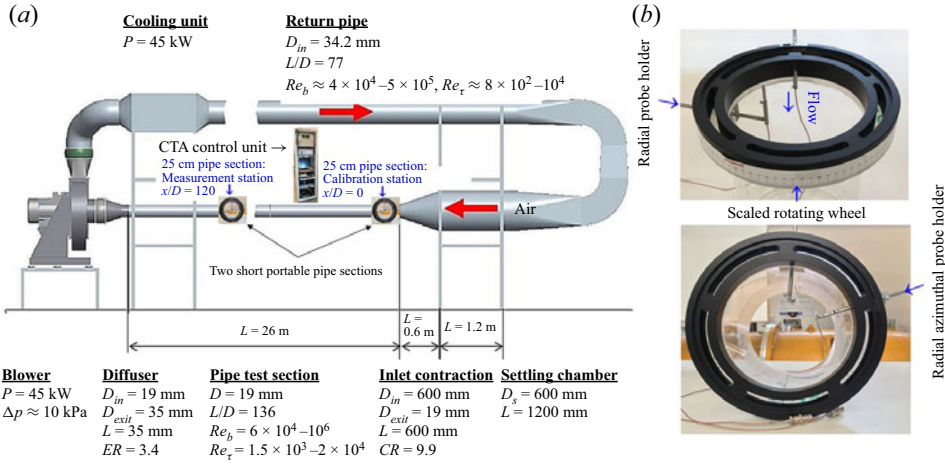 (a)
Cooling unit
P = 45 kW
Return pipe
D_in = 34.2 mm
L/D = 77
Re_b ≈ 4 × 10^4 –5 × 10^5, Re_τ ≈ 8 × 10^2 –10^4
CTA control unit →
25 cm pipe section:
Measurement station
x/D = 120
25 cm pipe section:
Calibration station
x/D = 0
Air
Two short portable pipe sections
L = 26 m
L =
0.6 m
L = 1.2 m
Blower
P = 45 kW
Δp ≈ 10 kPa
Diffuser
D_in = 19 mm
D_exit = 35 mm
L = 35 mm
ER = 3.4
Pipe test section
D = 19 mm
L/D = 136
Re_b = 6 × 10^4 –10^6
Re_τ = 1.5 × 10^3 –2 × 10^4
Inlet contraction
D_in = 600 mm
D_exit = 19 mm
L = 600 mm
CR = 9.9
Settling chamber
D_s = 600 mm
L = 1200 mm
(b)
Radial probe holder
Flow
Scaled rotating wheel
Radial azimuthal probe holder